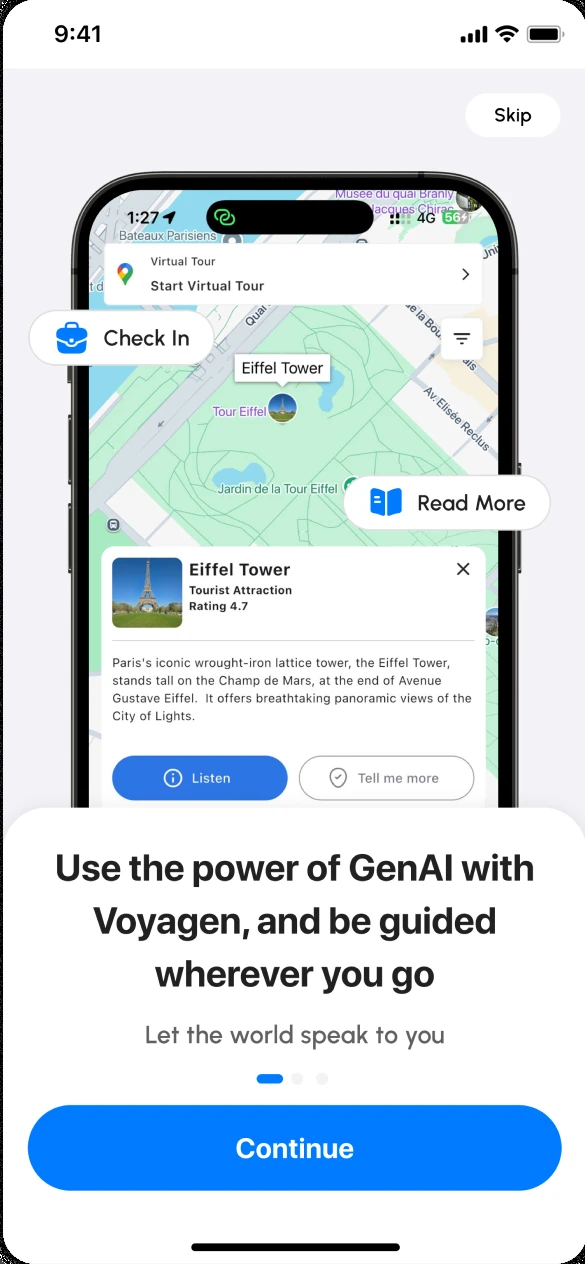 9:41
Skip
Musée du quai Branly
Jacques Chirac
1:27
4G 56
Bateaux Parisiens
Virtual Tour
Start Virtual Tour
Check In
Eiffel Tower
Tour Eiffel
Av. Elisée Reclus
Jardin de la Tour Eiffel
Read More
Eiffel Tower
Tourist Attraction
Rating 4.7
Paris's iconic wrought-iron lattice tower, the Eiffel Tower,
stands tall on the Champ de Mars, at the end of Avenue
Gustave Eiffel.  It offers breathtaking panoramic views of the
City of Lights.
Listen
Tell me more
Use the power of GenAI with
Voyagen, and be guided
wherever you go
Let the world speak to you
Continue